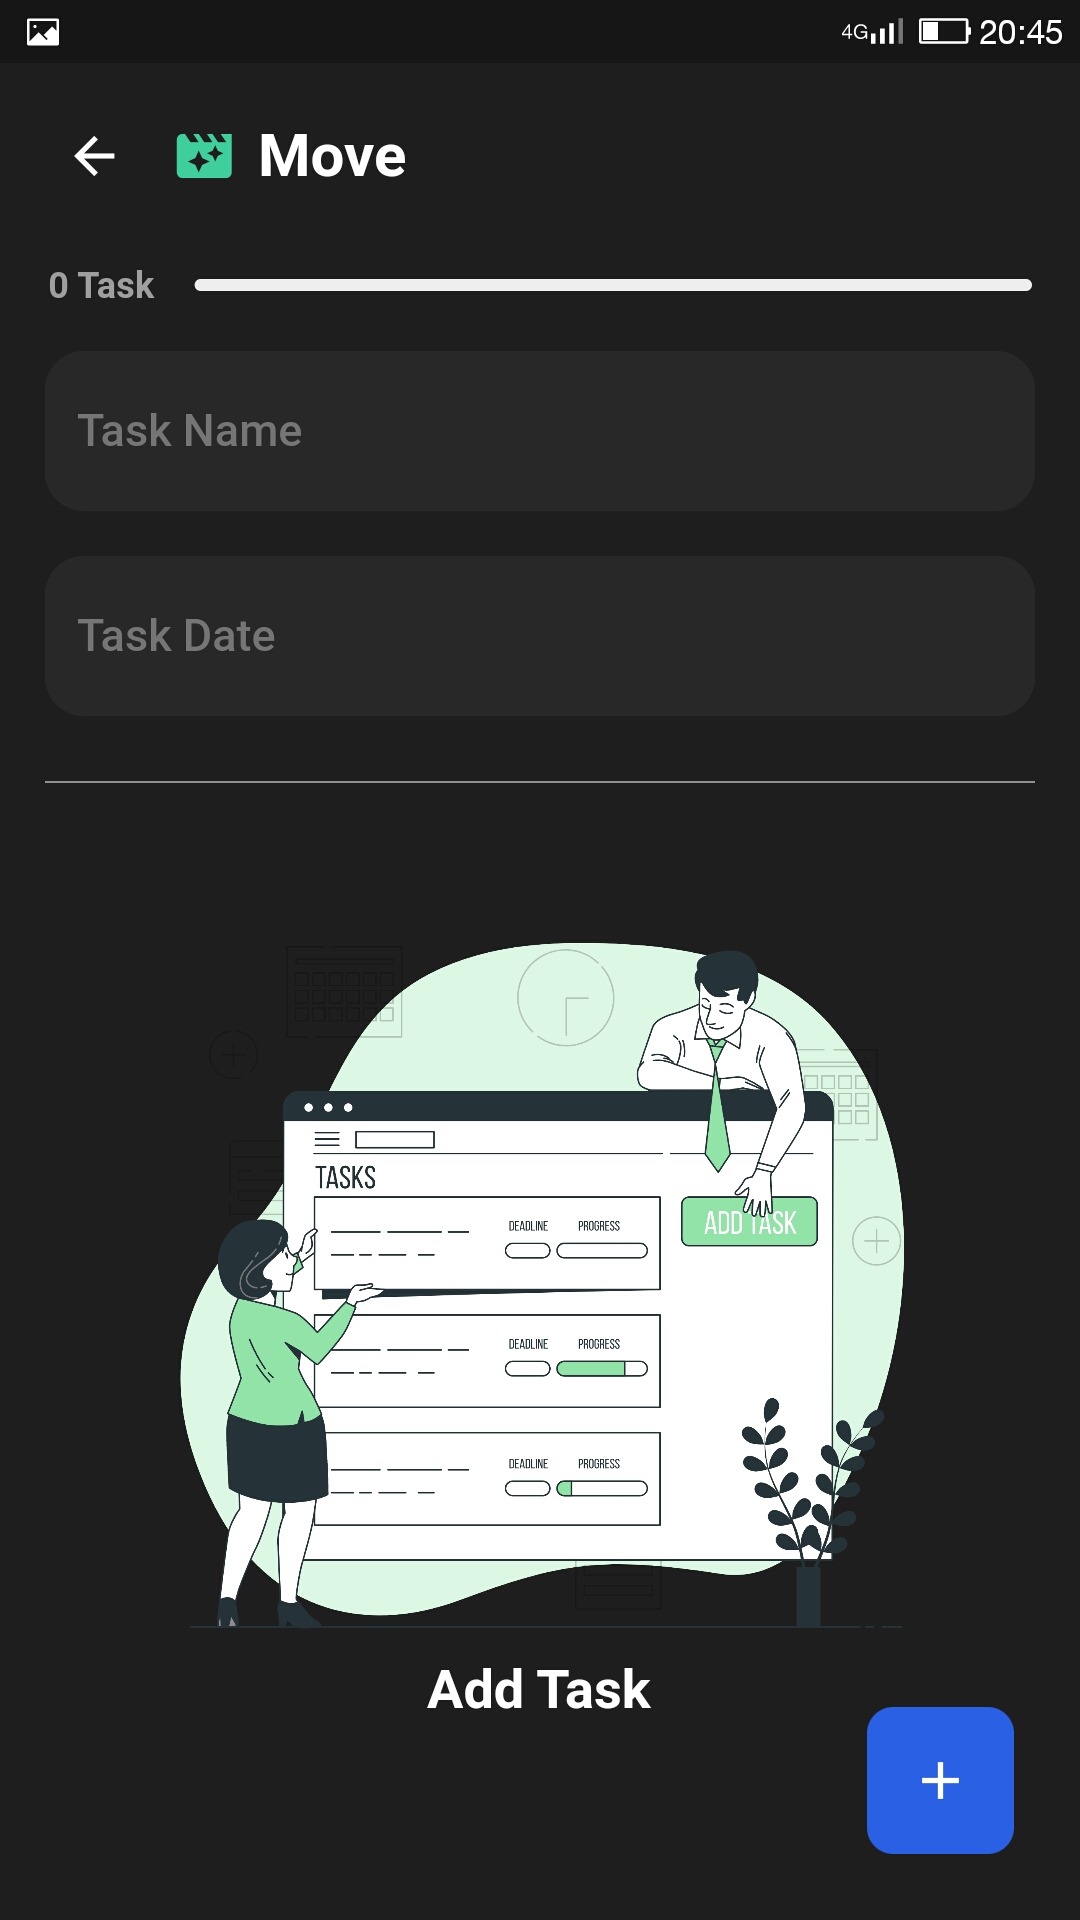 4G 20:45
Move
0 Task
Task Name
Task Date
TASKS
DEADLINE PROGRESS
ADD TASK
DEADLINE PROGRESS
DEADLINE PROGRESS
Add Task